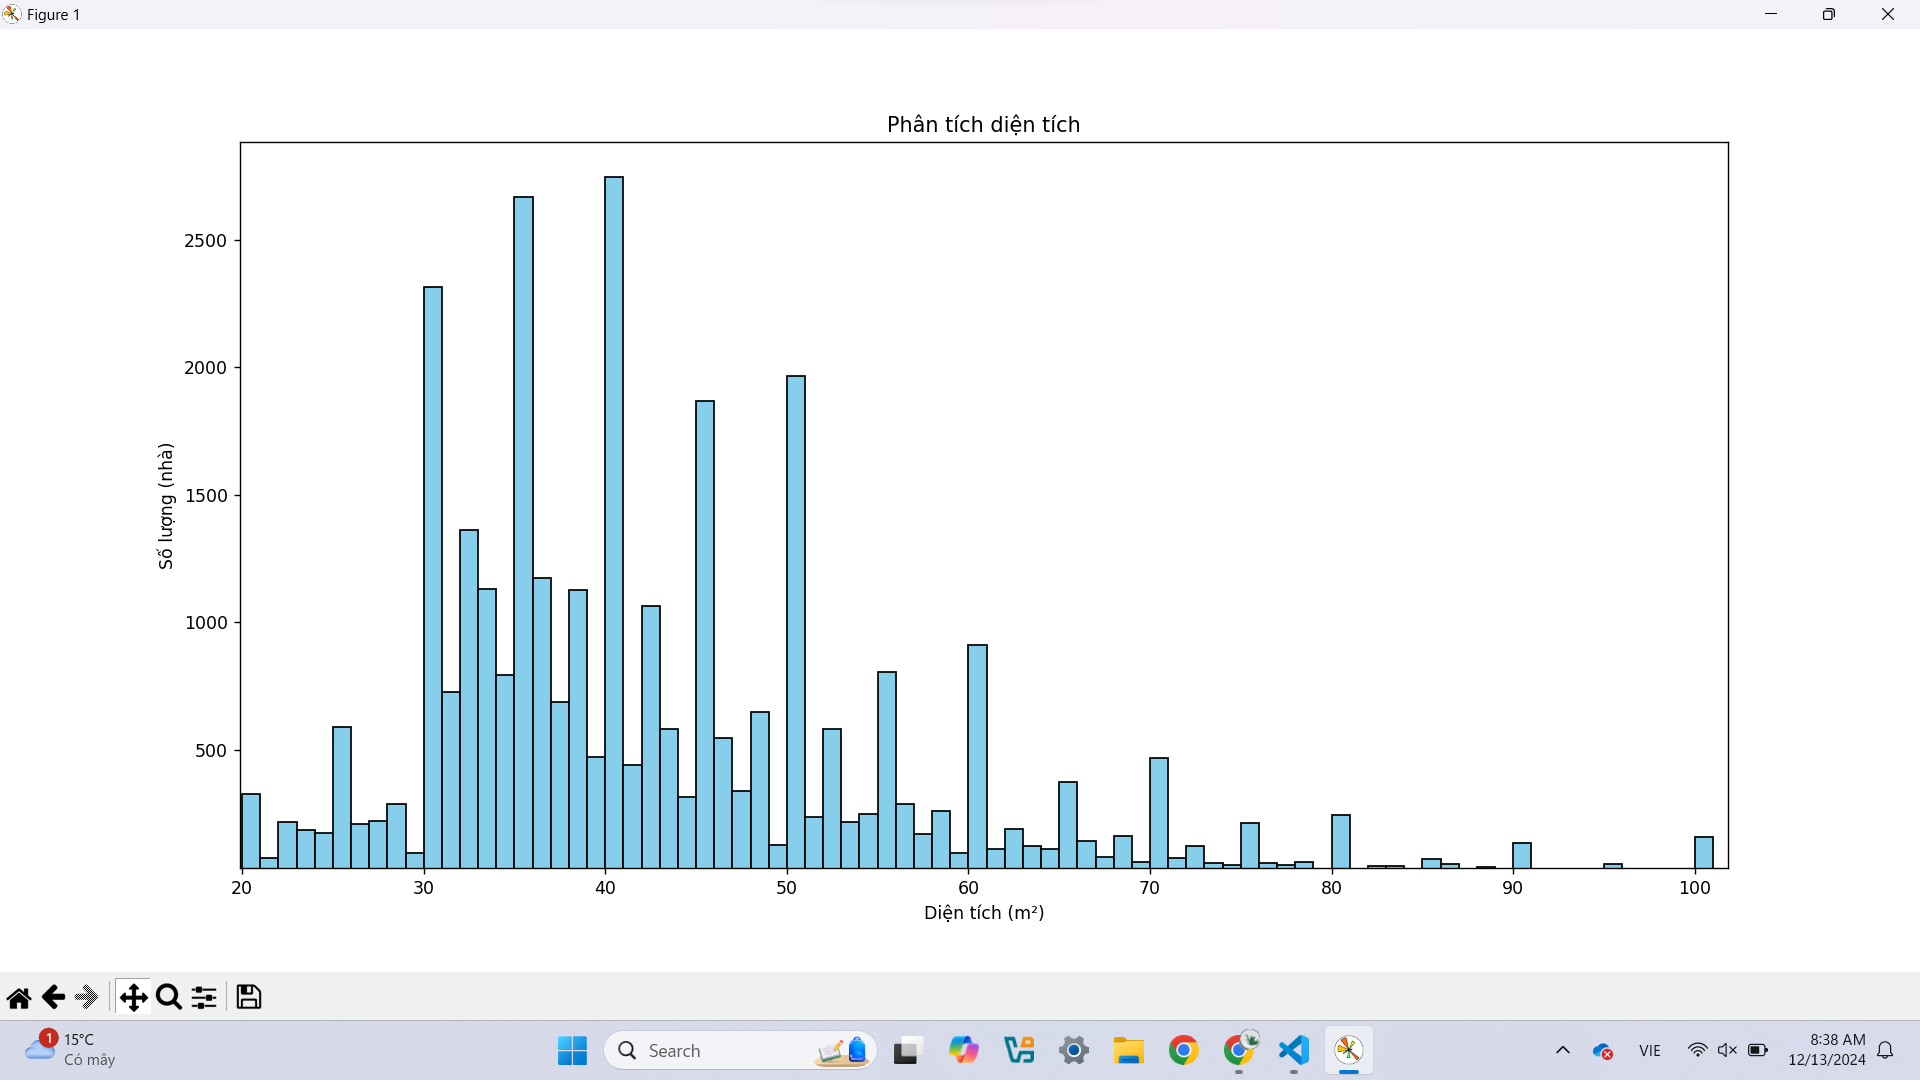 Figure 1
Phân tích diện tích
2500
2000
1500
1000
500
Số lượng (nhà)
20 30 40 50 60 70 80 90 100
Diện tích (m²)
1
15°C
Có mây
Search
VIE
8:38 AM
12/13/2024